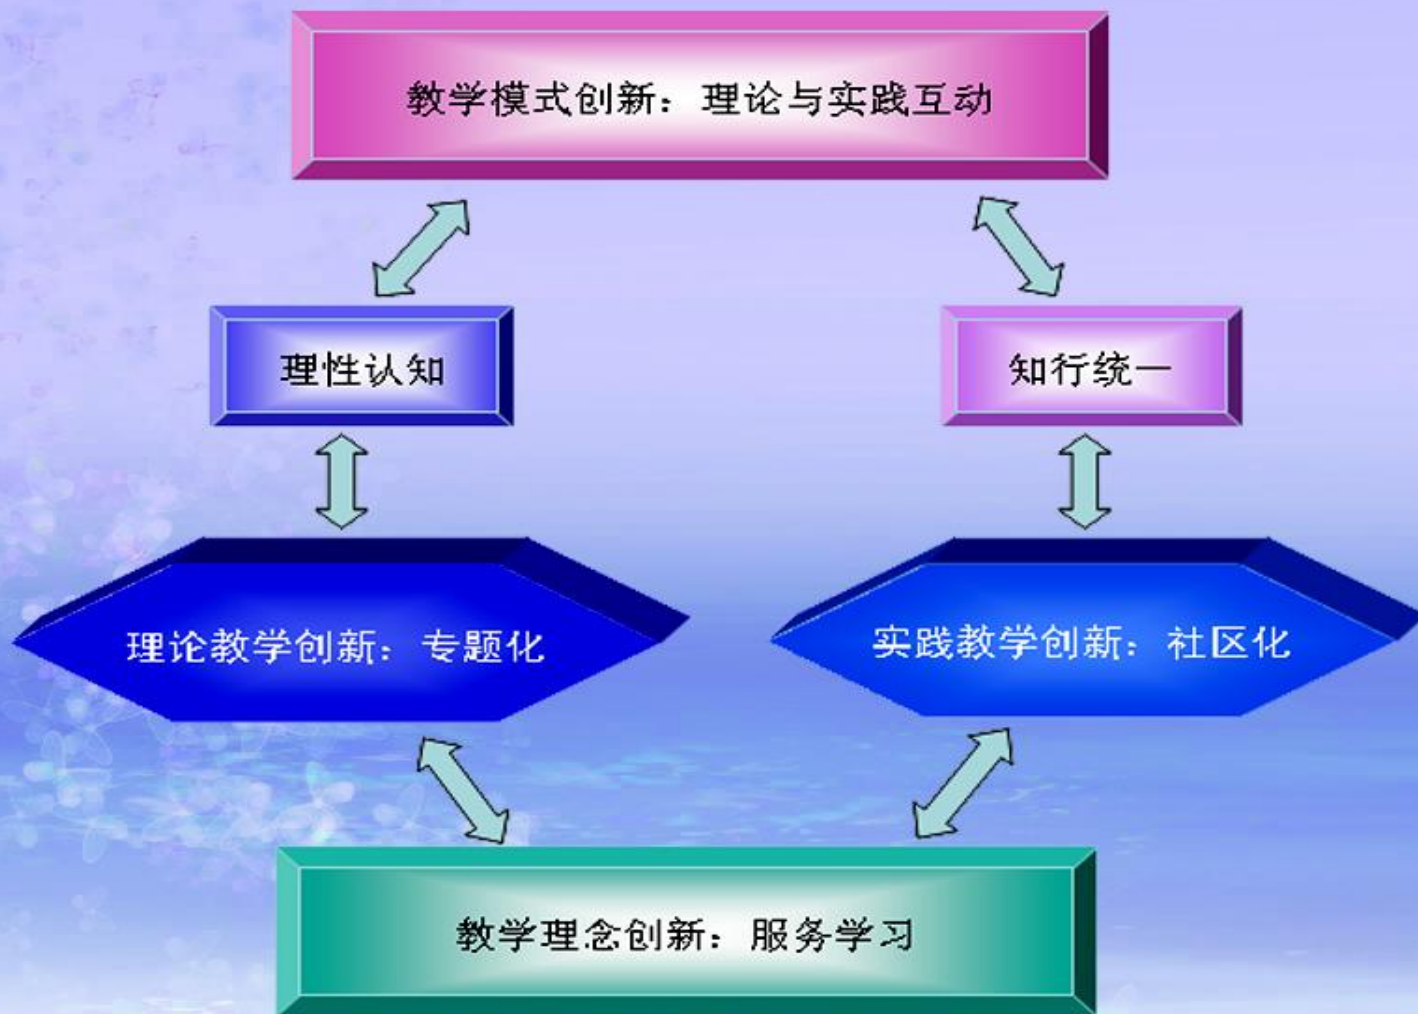 教学模式创新：理论与实践互动
理性认知
知行统一
理论教学创新：专题化
实践教学创新：社区化
教学理念创新：服务学习